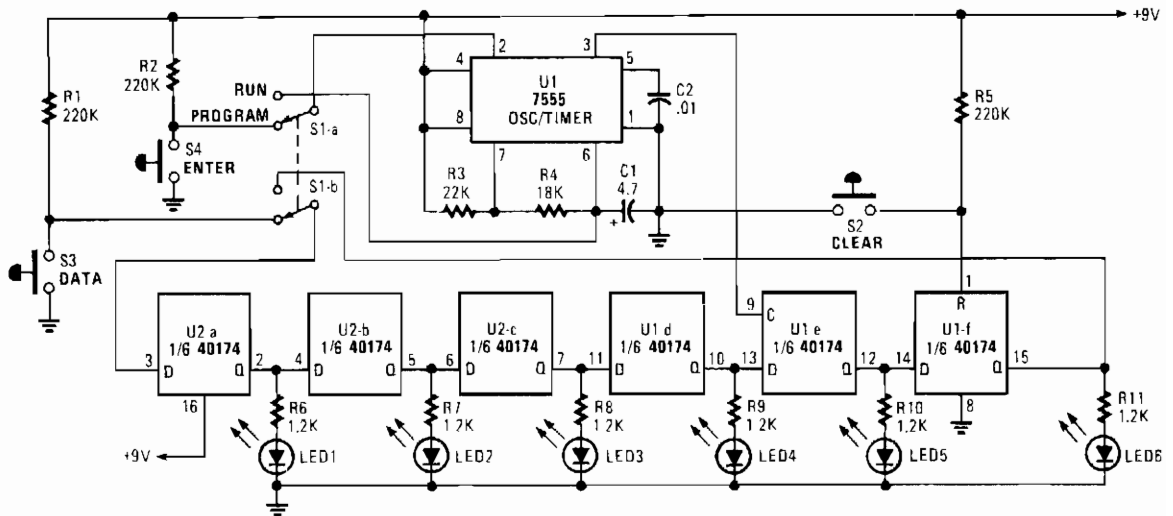 +9V
R1
220K
R2
220K
RUN
PROGRAM
S1-a
S4
ENTER
S1-b
S3
DATA
2
3
4
5
8
1
7
6
U1
7555
OSC/TIMER
C2
.01
R3
22K
R4
18K
C1
4.7
+
R5
220K
S2
CLEAR
U2 a
1/6 40174
3
D
Q
2
16
+9V
U2-b
1/6 40174
4
D
Q
5
U2-c
1/6 40174
6
D
Q
7
U1 d
1/6 40174
11
D
Q
10
9
C
U1 e
1/6 40174
13
D
Q
12
1
R
U1-f
1/6 40174
14
D
Q
15
8
R6
1.2K
LED1
R7
1.2K
LED2
R8
1.2K
LED3
R9
1.2K
LED4
R10
1.2K
LED5
R11
1.2K
LED6